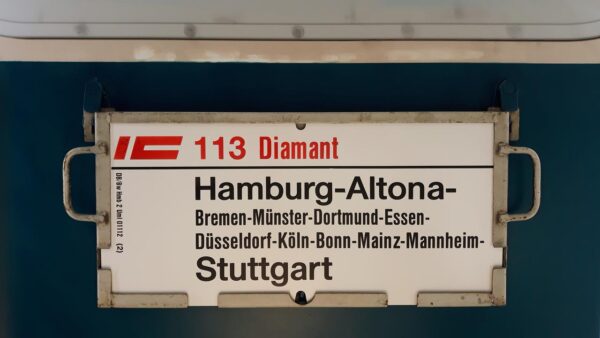 IC 113 Diamant
Hamburg-Altona-
Bremen-Münster-Dortmund-Essen-
Düsseldorf-Köln-Bonn-Mainz-Mannheim-
Stuttgart